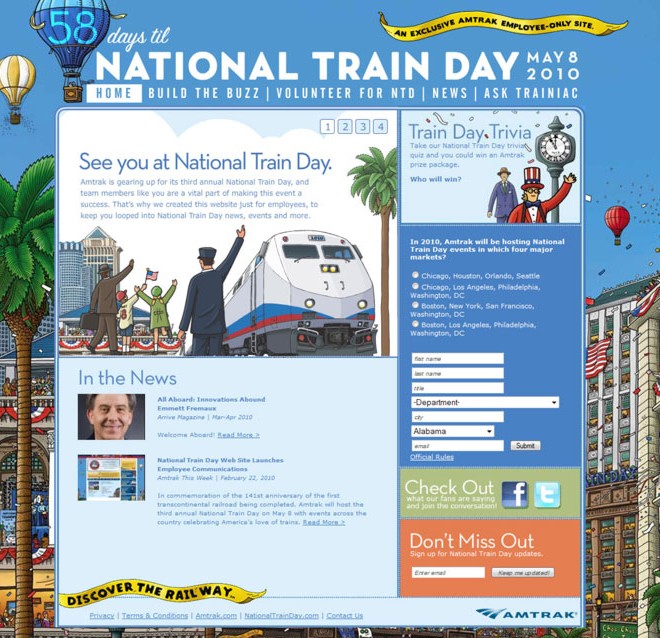 58 days til
AN EXCLUSIVE AMTRAK EMPLOYEE-ONLY SITE.
NATIONAL TRAIN DAY MAY 8 2010
HOME | BUILD THE BUZZ | VOLUNTEER FOR NTD | NEWS | ASK TRAINIAC
1 2 3 4
See you at National Train Day.
Amtrak is gearing up for its third annual National Train Day, and
team members like you are a vital part of making this event a
success. That's why we created this website just for employees, to
keep you looped into National Train Day news, events and more.
Train Day Trivia
Take our National Train Day trivia
quiz and you could win an Amtrak
prize package.
Who will win?
In 2010, Amtrak will be hosting National
Train Day events in which four major
markets?
Chicago, Houston, Orlando, Seattle
Chicago, Los Angeles, Philadelphia,
Washington, DC
Boston, New York, San Francisco,
Washington, DC
Boston, Los Angeles, Philadelphia,
Washington, DC
first name
last name
title
-Department-
city
Alabama
email
Submit
Official Rules
In the News
All Aboard: Innovations Abound
Emmett Fremaux
Arrive Magazine | Mar-Apr 2010
Welcome Aboard! Read More >
National Train Day Web Site Launches
Employee Communications
Amtrak This Week | February 22, 2010
In commemoration of the 141st anniversary of the first
transcontinental railroad being completed, Amtrak will host the
third annual National Train Day on May 8 with events across the
country celebrating America's love of trains. Read More >
Check Out
what our fans are saying
and join the conversation!
f
t
Don't Miss Out
Sign up for National Train Day updates.
Enter email
Keep me updated!
DISCOVER THE RAILWAY.
Privacy | Terms & Conditions | Amtrak.com | NationalTrainDay.com | Contact Us
AMTRAK